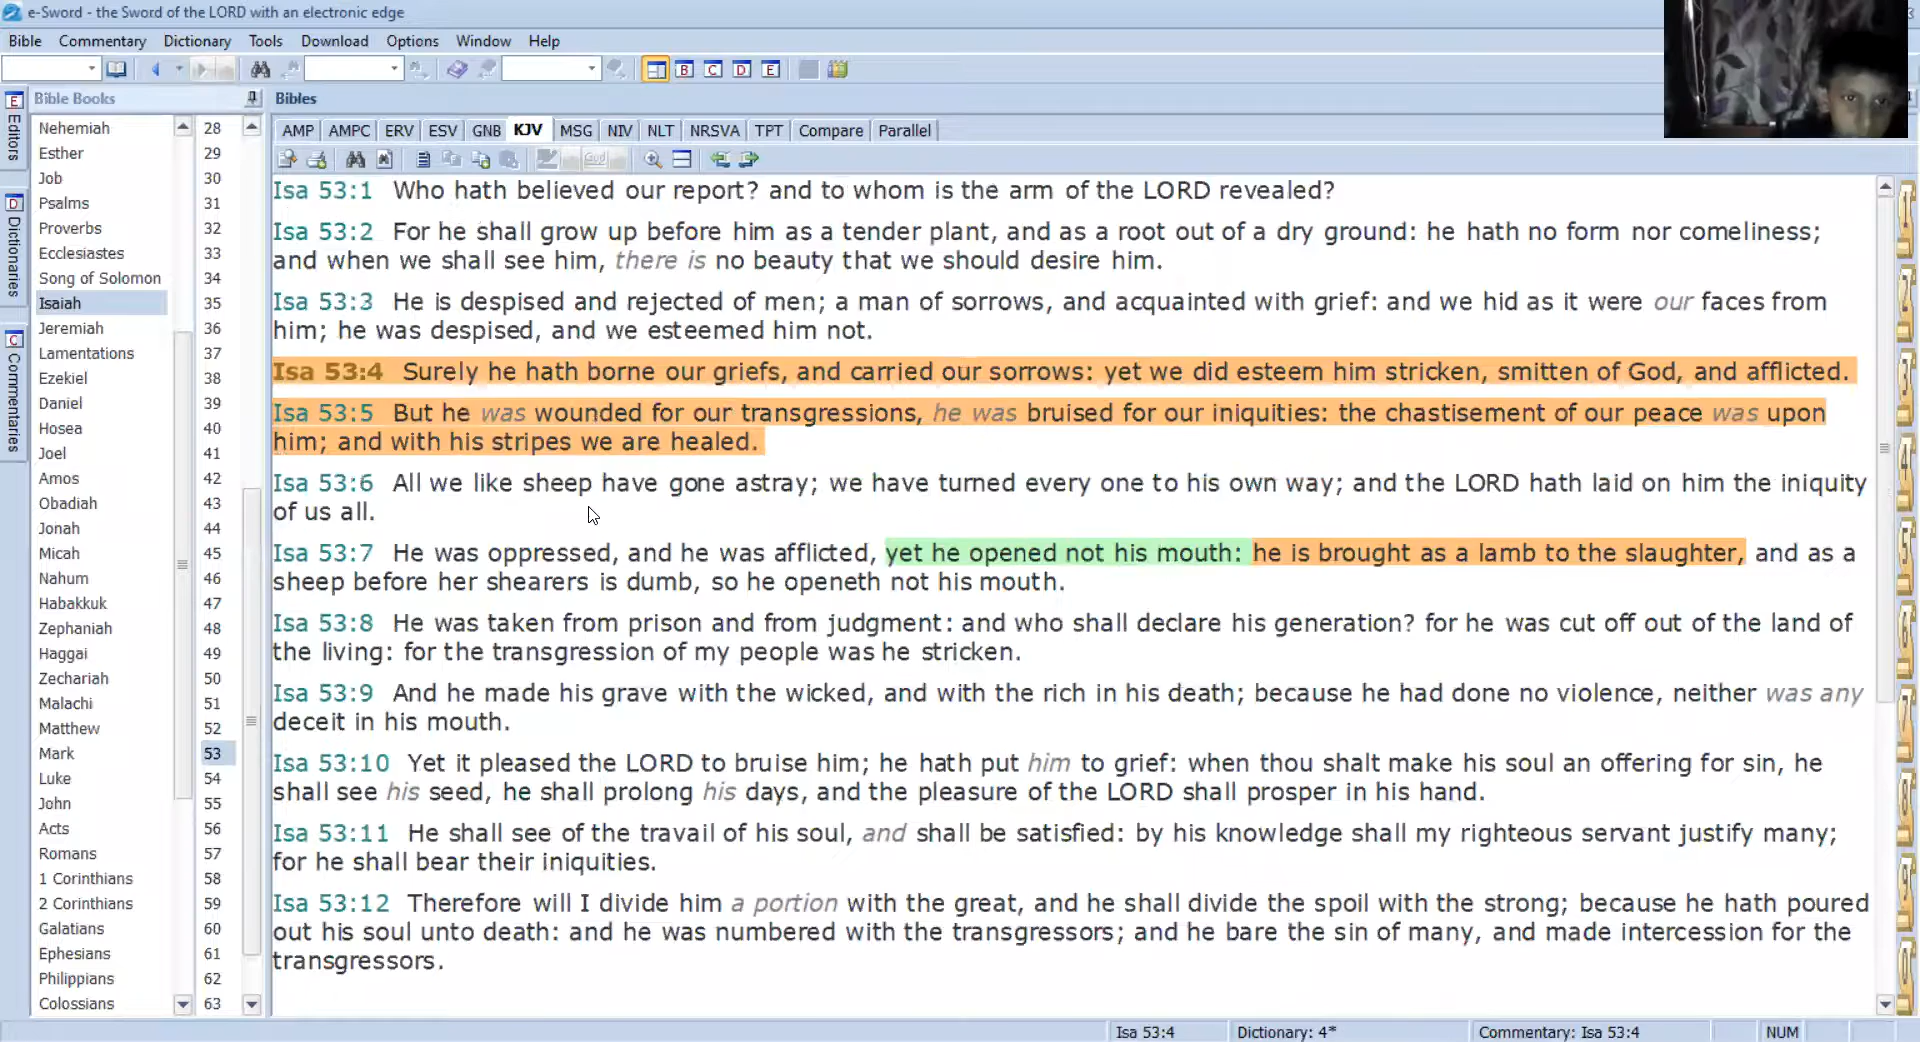 e-Sword - the Sword of the LORD with an electronic edge
Bible Commentary Dictionary Tools Download Options Window Help
B C D E
E Editors
D Dictionaries
C Commentaries
Bible Books
Nehemiah
Esther
Job
Psalms
Proverbs
Ecclesiastes
Song of Solomon
Isaiah
Jeremiah
Lamentations
Ezekiel
Daniel
Hosea
Joel
Amos
Obadiah
Jonah
Micah
Nahum
Habakkuk
Zephaniah
Haggai
Zechariah
Malachi
Matthew
Mark
Luke
John
Acts
Romans
1 Corinthians
2 Corinthians
Galatians
Ephesians
Philippians
Colossians
28
29
30
31
32
33
34
35
36
37
38
39
40
41
42
43
44
45
46
47
48
49
50
51
52
53
54
55
56
57
58
59
60
61
62
63
Bibles
AMP AMPC ERV ESV GNB KJV MSG NIV NLT NRSVA TPT Compare Parallel
Isa 53:1 Who hath believed our report? and to whom is the arm of the LORD revealed?
Isa 53:2 For he shall grow up before him as a tender plant, and as a root out of a dry ground: he hath no form nor comeliness;
and when we shall see him, there is no beauty that we should desire him.
Isa 53:3 He is despised and rejected of men; a man of sorrows, and acquainted with grief: and we hid as it were our faces from
him; he was despised, and we esteemed him not.
Isa 53:4 Surely he hath borne our griefs, and carried our sorrows: yet we did esteem him stricken, smitten of God, and afflicted.
Isa 53:5 But he was wounded for our transgressions, he was bruised for our iniquities: the chastisement of our peace was upon
him; and with his stripes we are healed.
Isa 53:6 All we like sheep have gone astray; we have turned every one to his own way; and the LORD hath laid on him the iniquity
of us all.
Isa 53:7 He was oppressed, and he was afflicted, yet he opened not his mouth: he is brought as a lamb to the slaughter, and as a
sheep before her shearers is dumb, so he openeth not his mouth.
Isa 53:8 He was taken from prison and from judgment: and who shall declare his generation? for he was cut off out of the land of
the living: for the transgression of my people was he stricken.
Isa 53:9 And he made his grave with the wicked, and with the rich in his death; because he had done no violence, neither was any
deceit in his mouth.
Isa 53:10 Yet it pleased the LORD to bruise him; he hath put him to grief: when thou shalt make his soul an offering for sin, he
shall see his seed, he shall prolong his days, and the pleasure of the LORD shall prosper in his hand.
Isa 53:11 He shall see of the travail of his soul, and shall be satisfied: by his knowledge shall my righteous servant justify many;
for he shall bear their iniquities.
Isa 53:12 Therefore will I divide him a portion with the great, and he shall divide the spoil with the strong; because he hath poured
out his soul unto death: and he was numbered with the transgressors; and he bare the sin of many, and made intercession for the
transgressors.
Isa 53:4 Dictionary: 4* Commentary: Isa 53:4 NUM